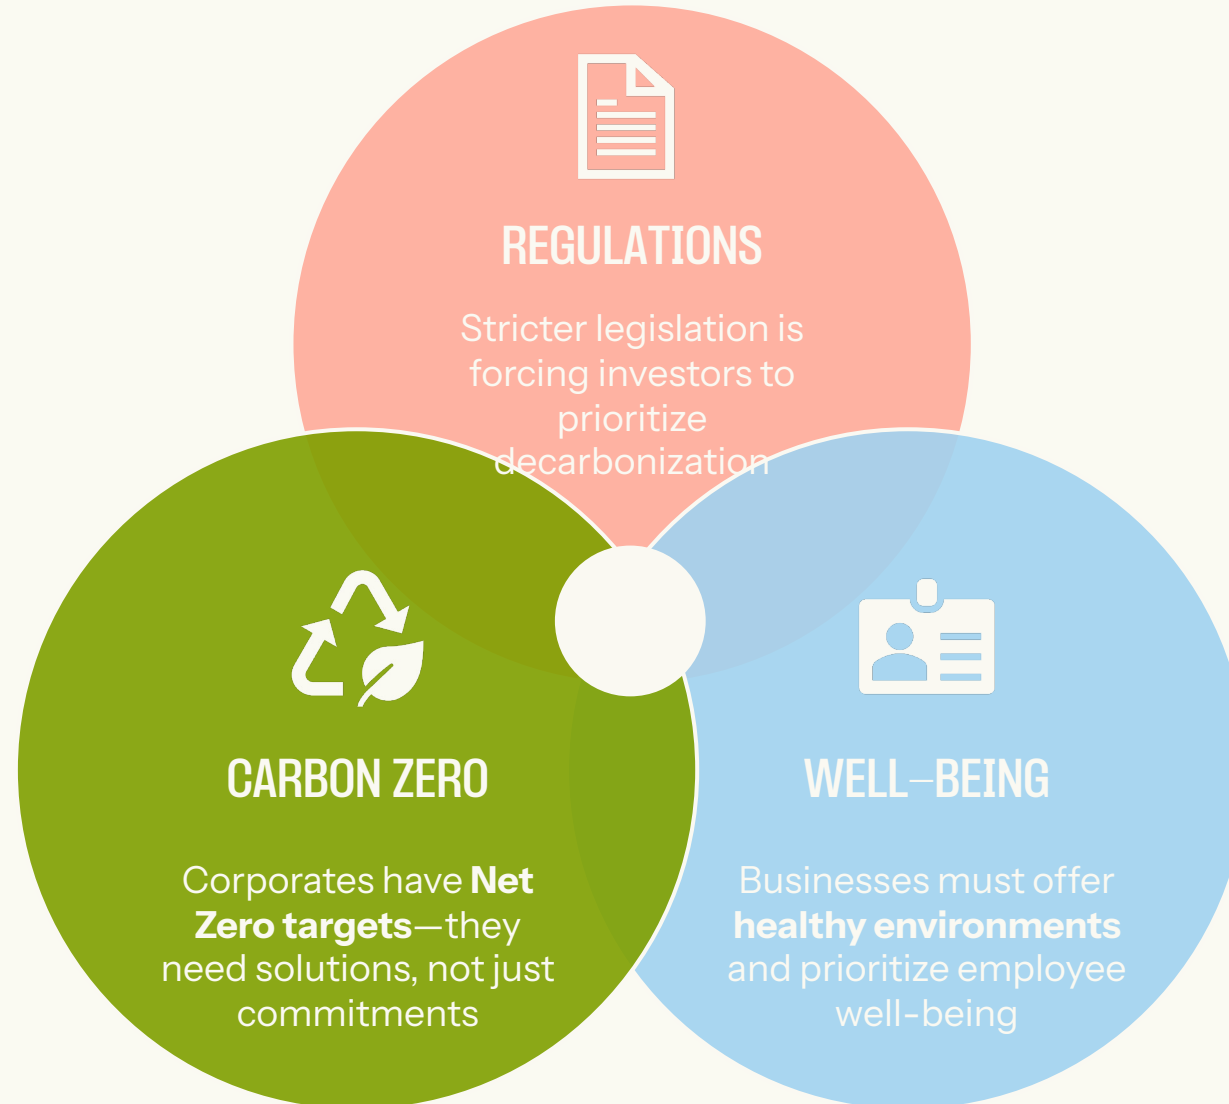 REGULATIONS
Stricter legislation is
forcing investors to
prioritize
decarbonization
CARBON ZERO
Corporates have Net
Zero targets—they
need solutions, not just
commitments
WELL–BEING
Businesses must offer
healthy environments
and prioritize employee
well-being